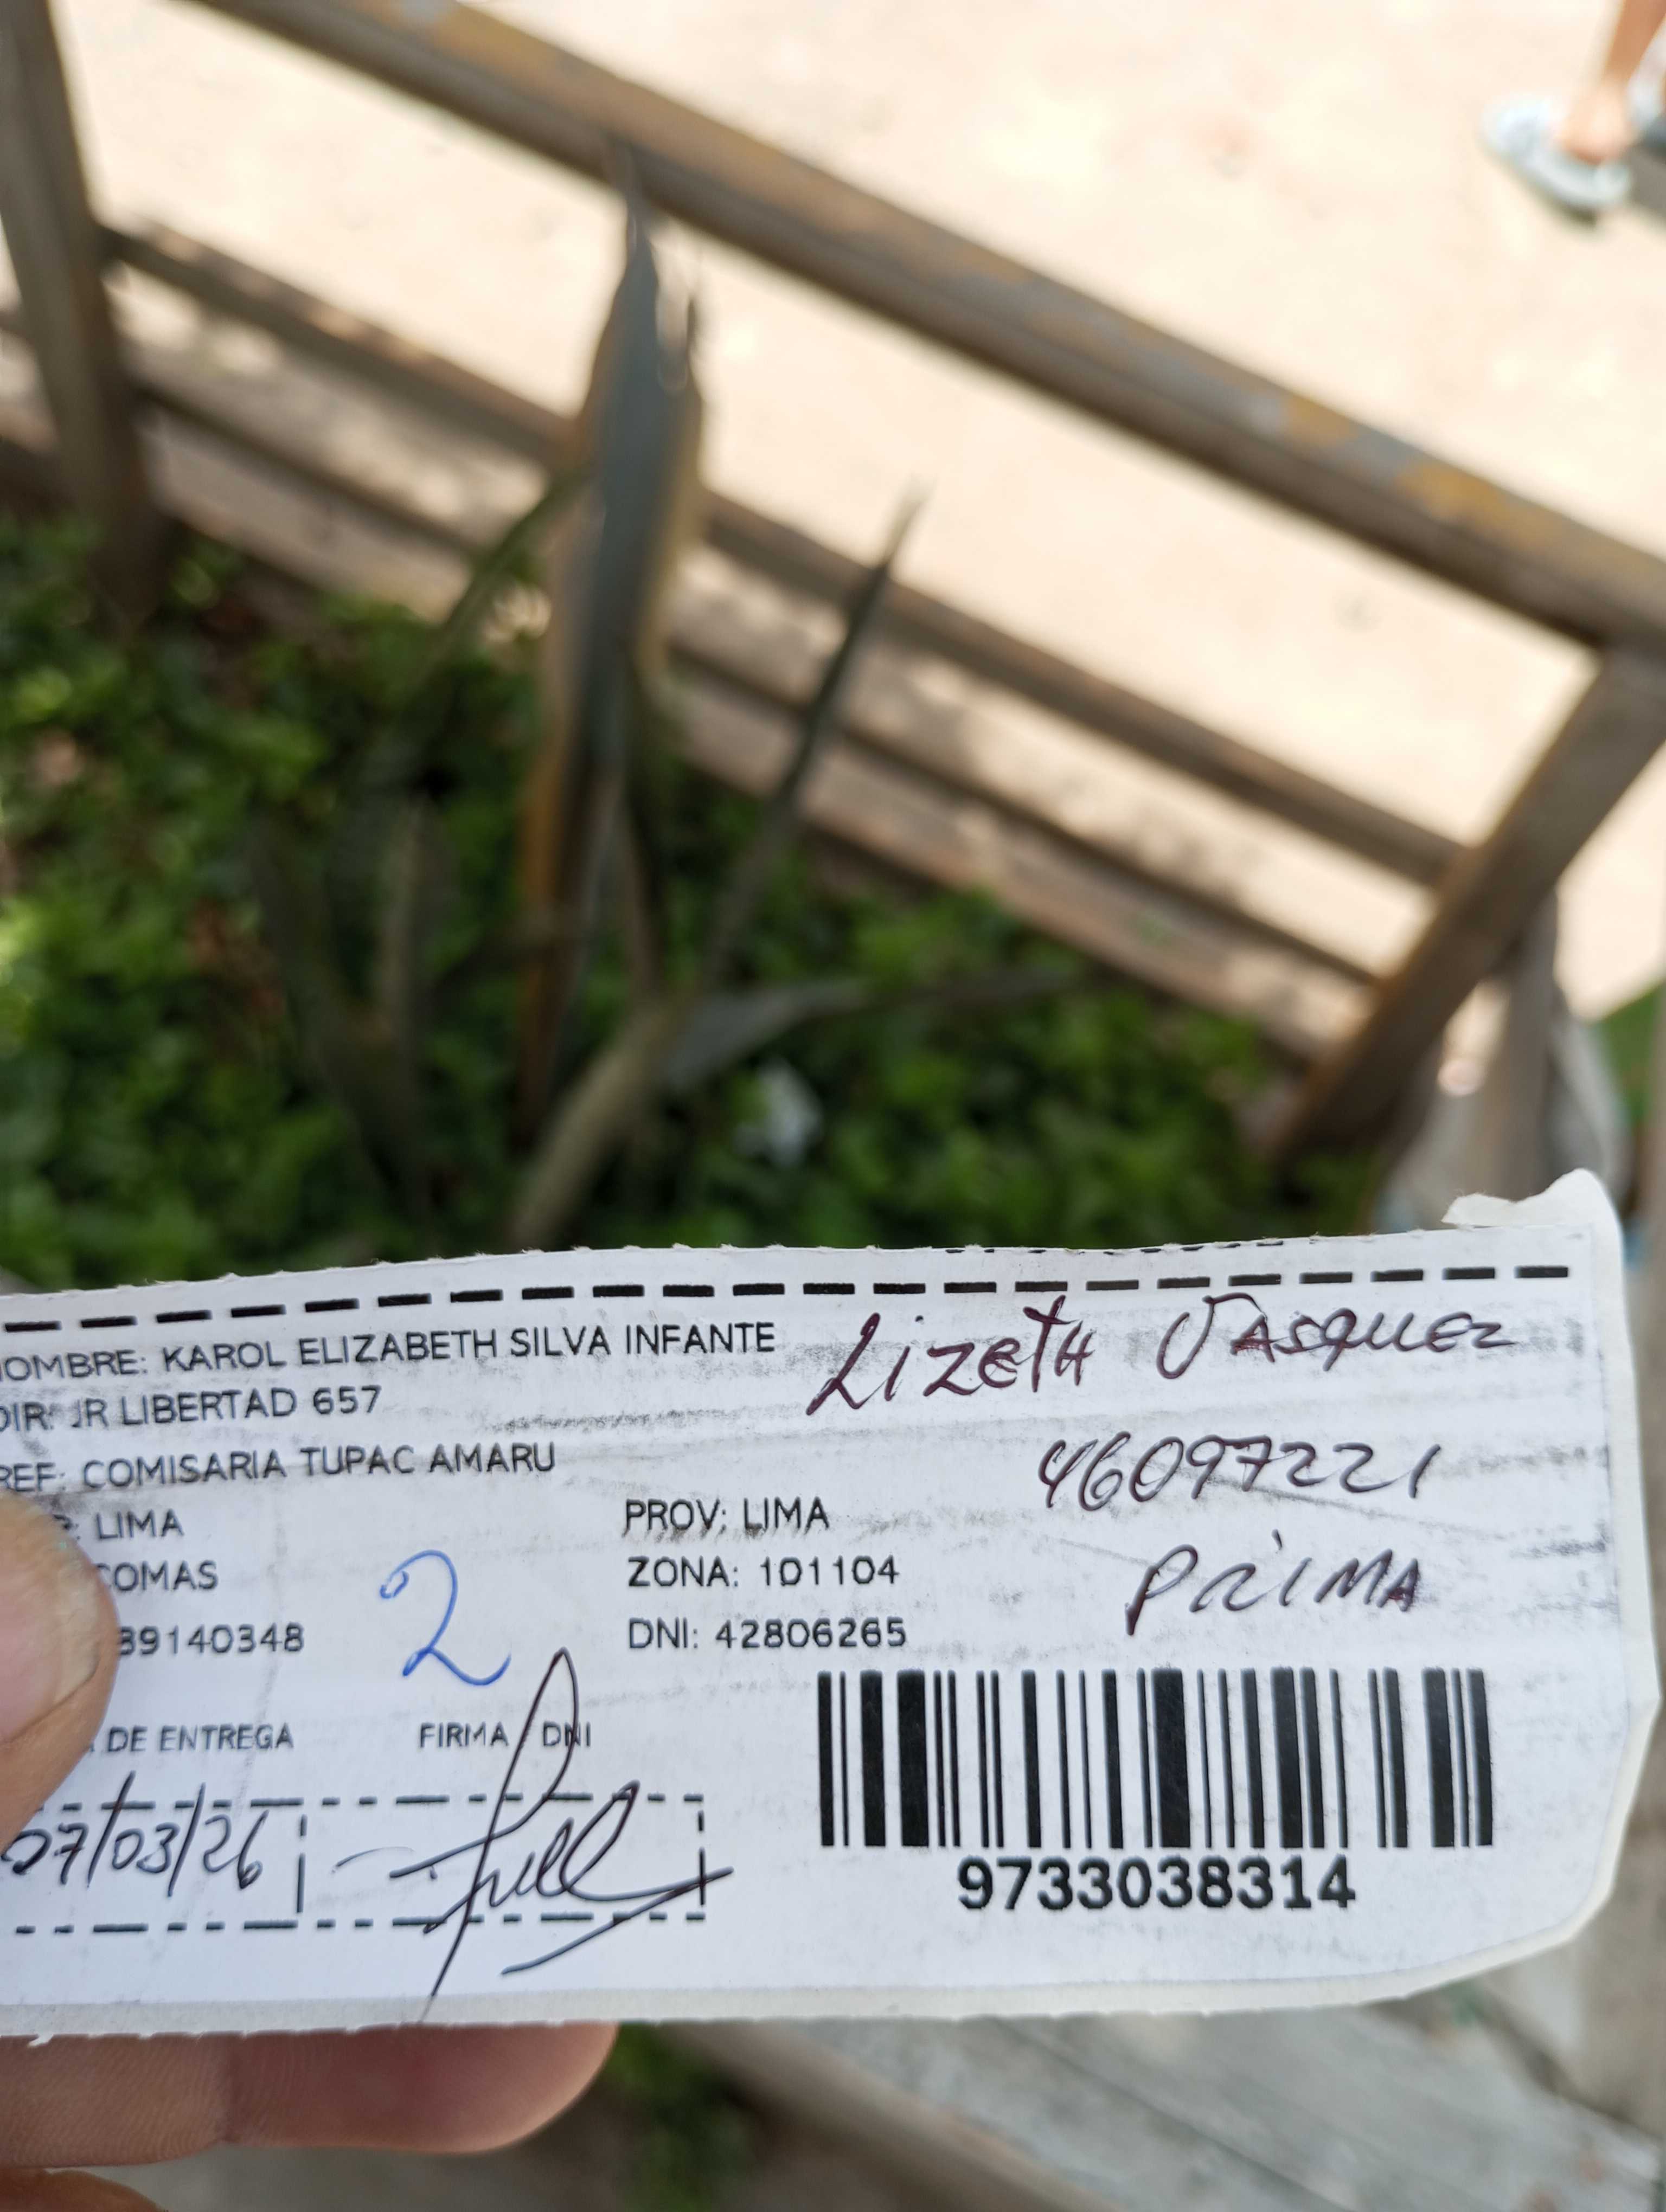 NOMBRE: KAROL ELIZABETH SILVA INFANTE
Lizeth Vasquez
DIR: JR LIBERTAD 657
REF: COMISARIA TUPAC AMARU
46097221
: LIMA
PROV: LIMA
PRIMA
COMAS
ZONA: 101104
2
89140348
DNI: 42806265
DE ENTREGA
FIRMA / DNI
07/03/26
9733038314